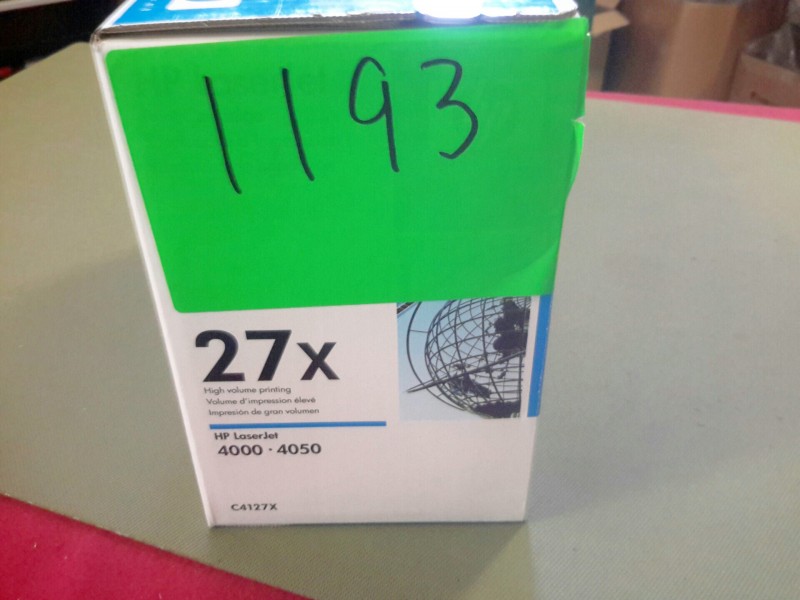 1193
27x
High volume printing
Volume d'impression élevé
Impresión de gran volumen
HP LaserJet
4000 · 4050
C4127X